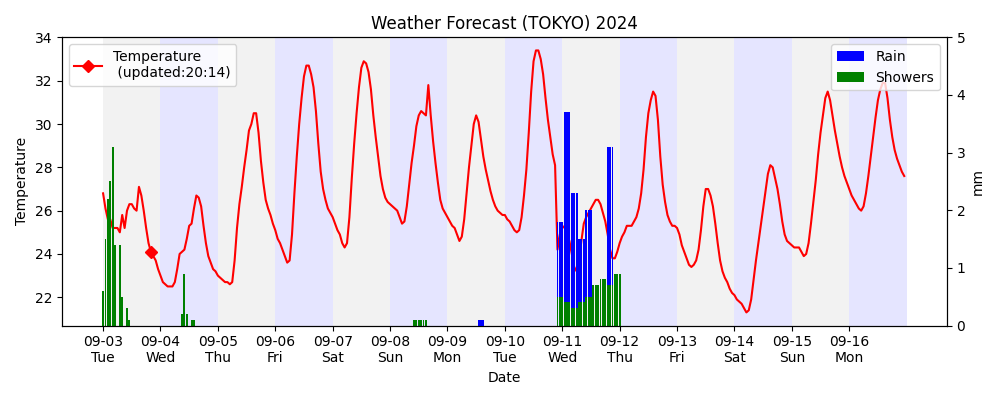 Weather Forecast (TOKYO) 2024
Temperature
(updated:20:14)
Rain
Showers
Temperature
34
32
30
28
26
24
22
5
4
3
2
1
0
mm
09-03 09-04 09-05 09-06 09-07 09-08 09-09 09-10 09-11 09-12 09-13 09-14 09-15 09-16
Tue Wed Thu Fri Sat Sun Mon Tue Wed Thu Fri Sat Sun Mon
Date